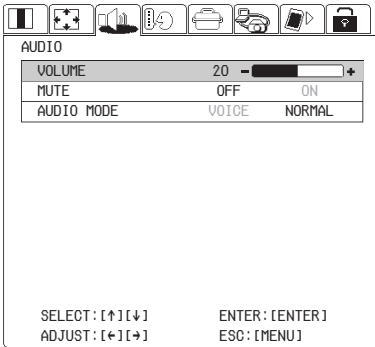 AUDIO
VOLUME 20 - +
MUTE OFF ON
AUDIO MODE VOICE NORMAL
SELECT:[↑][↓] ENTER:[ENTER]
ADJUST:[←][→] ESC:[MENU]